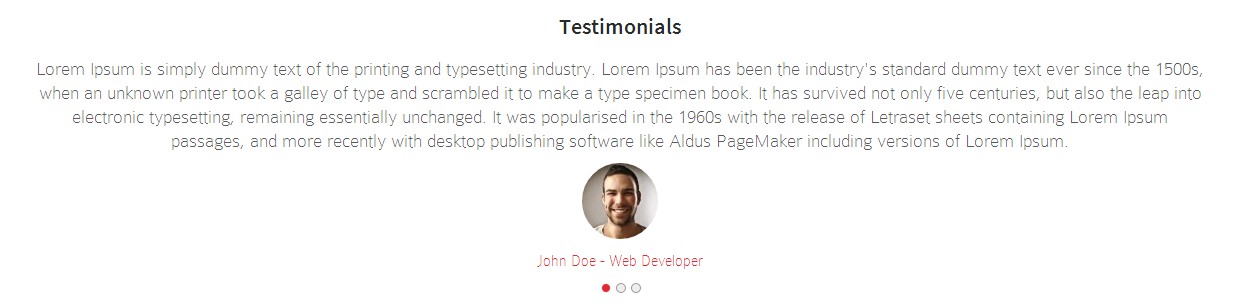 Testimonials
Lorem Ipsum is simply dummy text of the printing and typesetting industry. Lorem Ipsum has been the industry's standard dummy text ever since the 1500s,
when an unknown printer took a galley of type and scrambled it to make a type specimen book. It has survived not only five centuries, but also the leap into
electronic typesetting, remaining essentially unchanged. It was popularised in the 1960s with the release of Letraset sheets containing Lorem Ipsum
passages, and more recently with desktop publishing software like Aldus PageMaker including versions of Lorem Ipsum.
John Doe - Web Developer